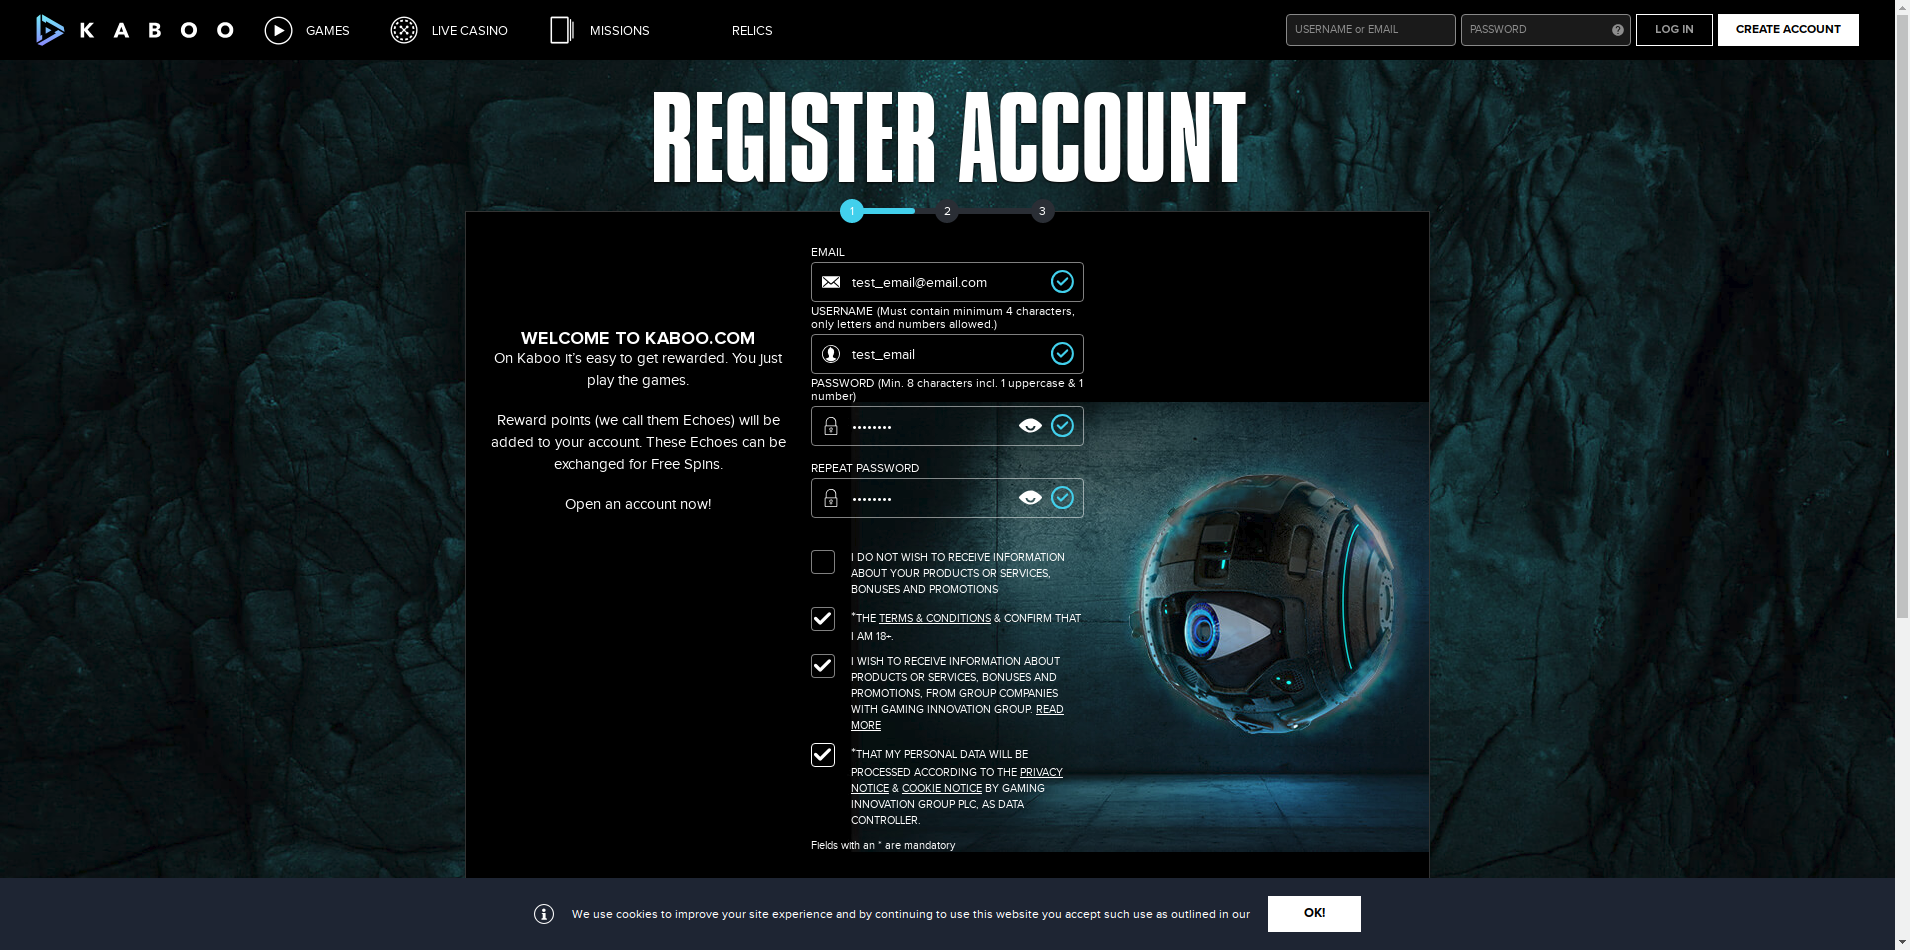 KABOO
GAMES
LIVE CASINO
MISSIONS
RELICS
USERNAME or EMAIL
PASSWORD
?
LOG IN
CREATE ACCOUNT
REGISTER ACCOUNT
1
2
3
WELCOME TO KABOO.COM
On Kaboo it's easy to get rewarded. You just
play the games.
Reward points (we call them Echoes) will be
added to your account. These Echoes can be
exchanged for Free Spins.
Open an account now!
EMAIL
test_email@email.com
USERNAME (Must contain minimum 4 characters,
only letters and numbers allowed.)
test_email
PASSWORD (Min. 8 characters incl. 1 uppercase & 1
number)
••••••••
REPEAT PASSWORD
••••••••
I DO NOT WISH TO RECEIVE INFORMATION
ABOUT YOUR PRODUCTS OR SERVICES,
BONUSES AND PROMOTIONS
*THE TERMS & CONDITIONS & CONFIRM THAT
I AM 18+.
I WISH TO RECEIVE INFORMATION ABOUT
PRODUCTS OR SERVICES, BONUSES AND
PROMOTIONS, FROM GROUP COMPANIES
WITH GAMING INNOVATION GROUP. READ
MORE
*THAT MY PERSONAL DATA WILL BE
PROCESSED ACCORDING TO THE PRIVACY
NOTICE & COOKIE NOTICE BY GAMING
INNOVATION GROUP PLC, AS DATA
CONTROLLER.
Fields with an * are mandatory
We use cookies to improve your site experience and by continuing to use this website you accept such use as outlined in our
OK!